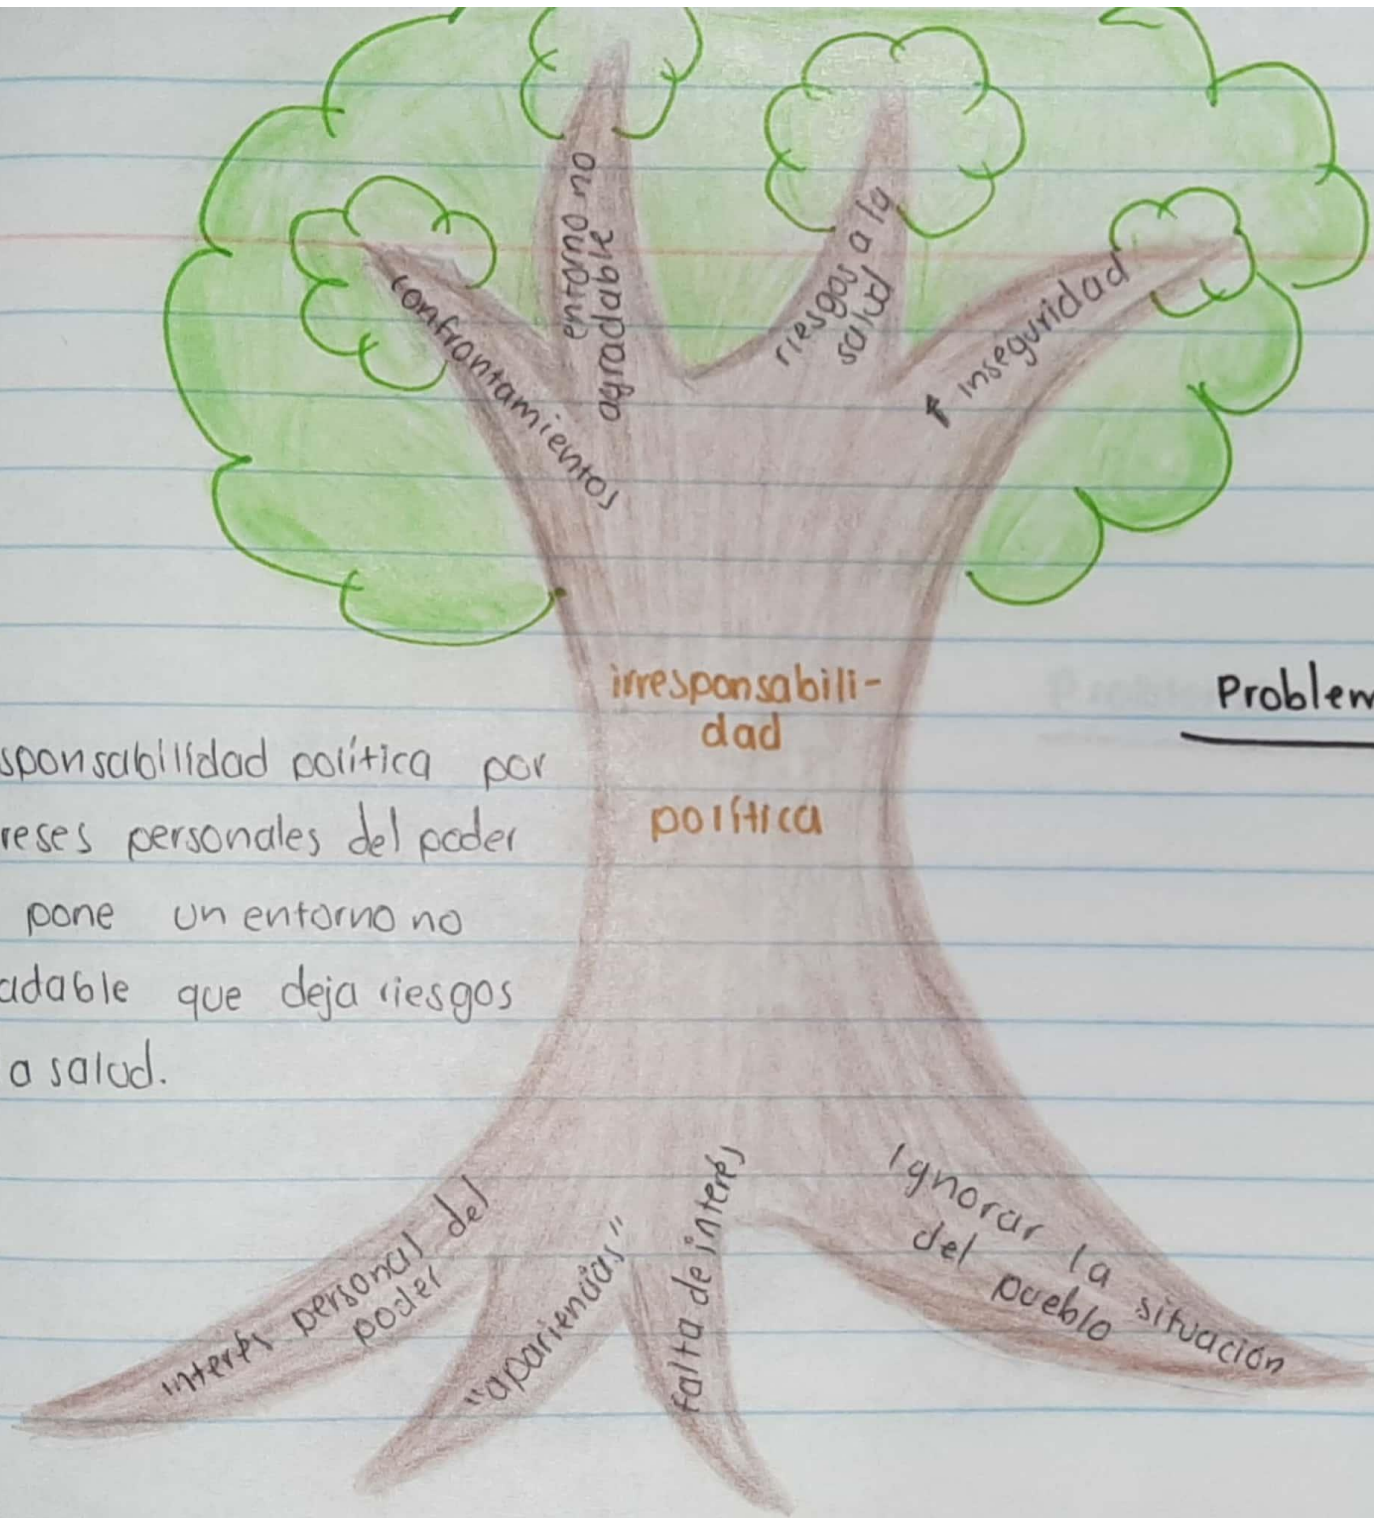 confrontamientos
entorno no
agradable
riesgos a la
salud
↑ inseguridad
irresponsabili-
dad
política
Problem
sponsabilidad política por
reses personales del poder
pone un entorno no
adable que deja riesgos
a salud.
interés personal del
poder
"apariencias"
falta de interés
Ignorar la situación
del pueblo